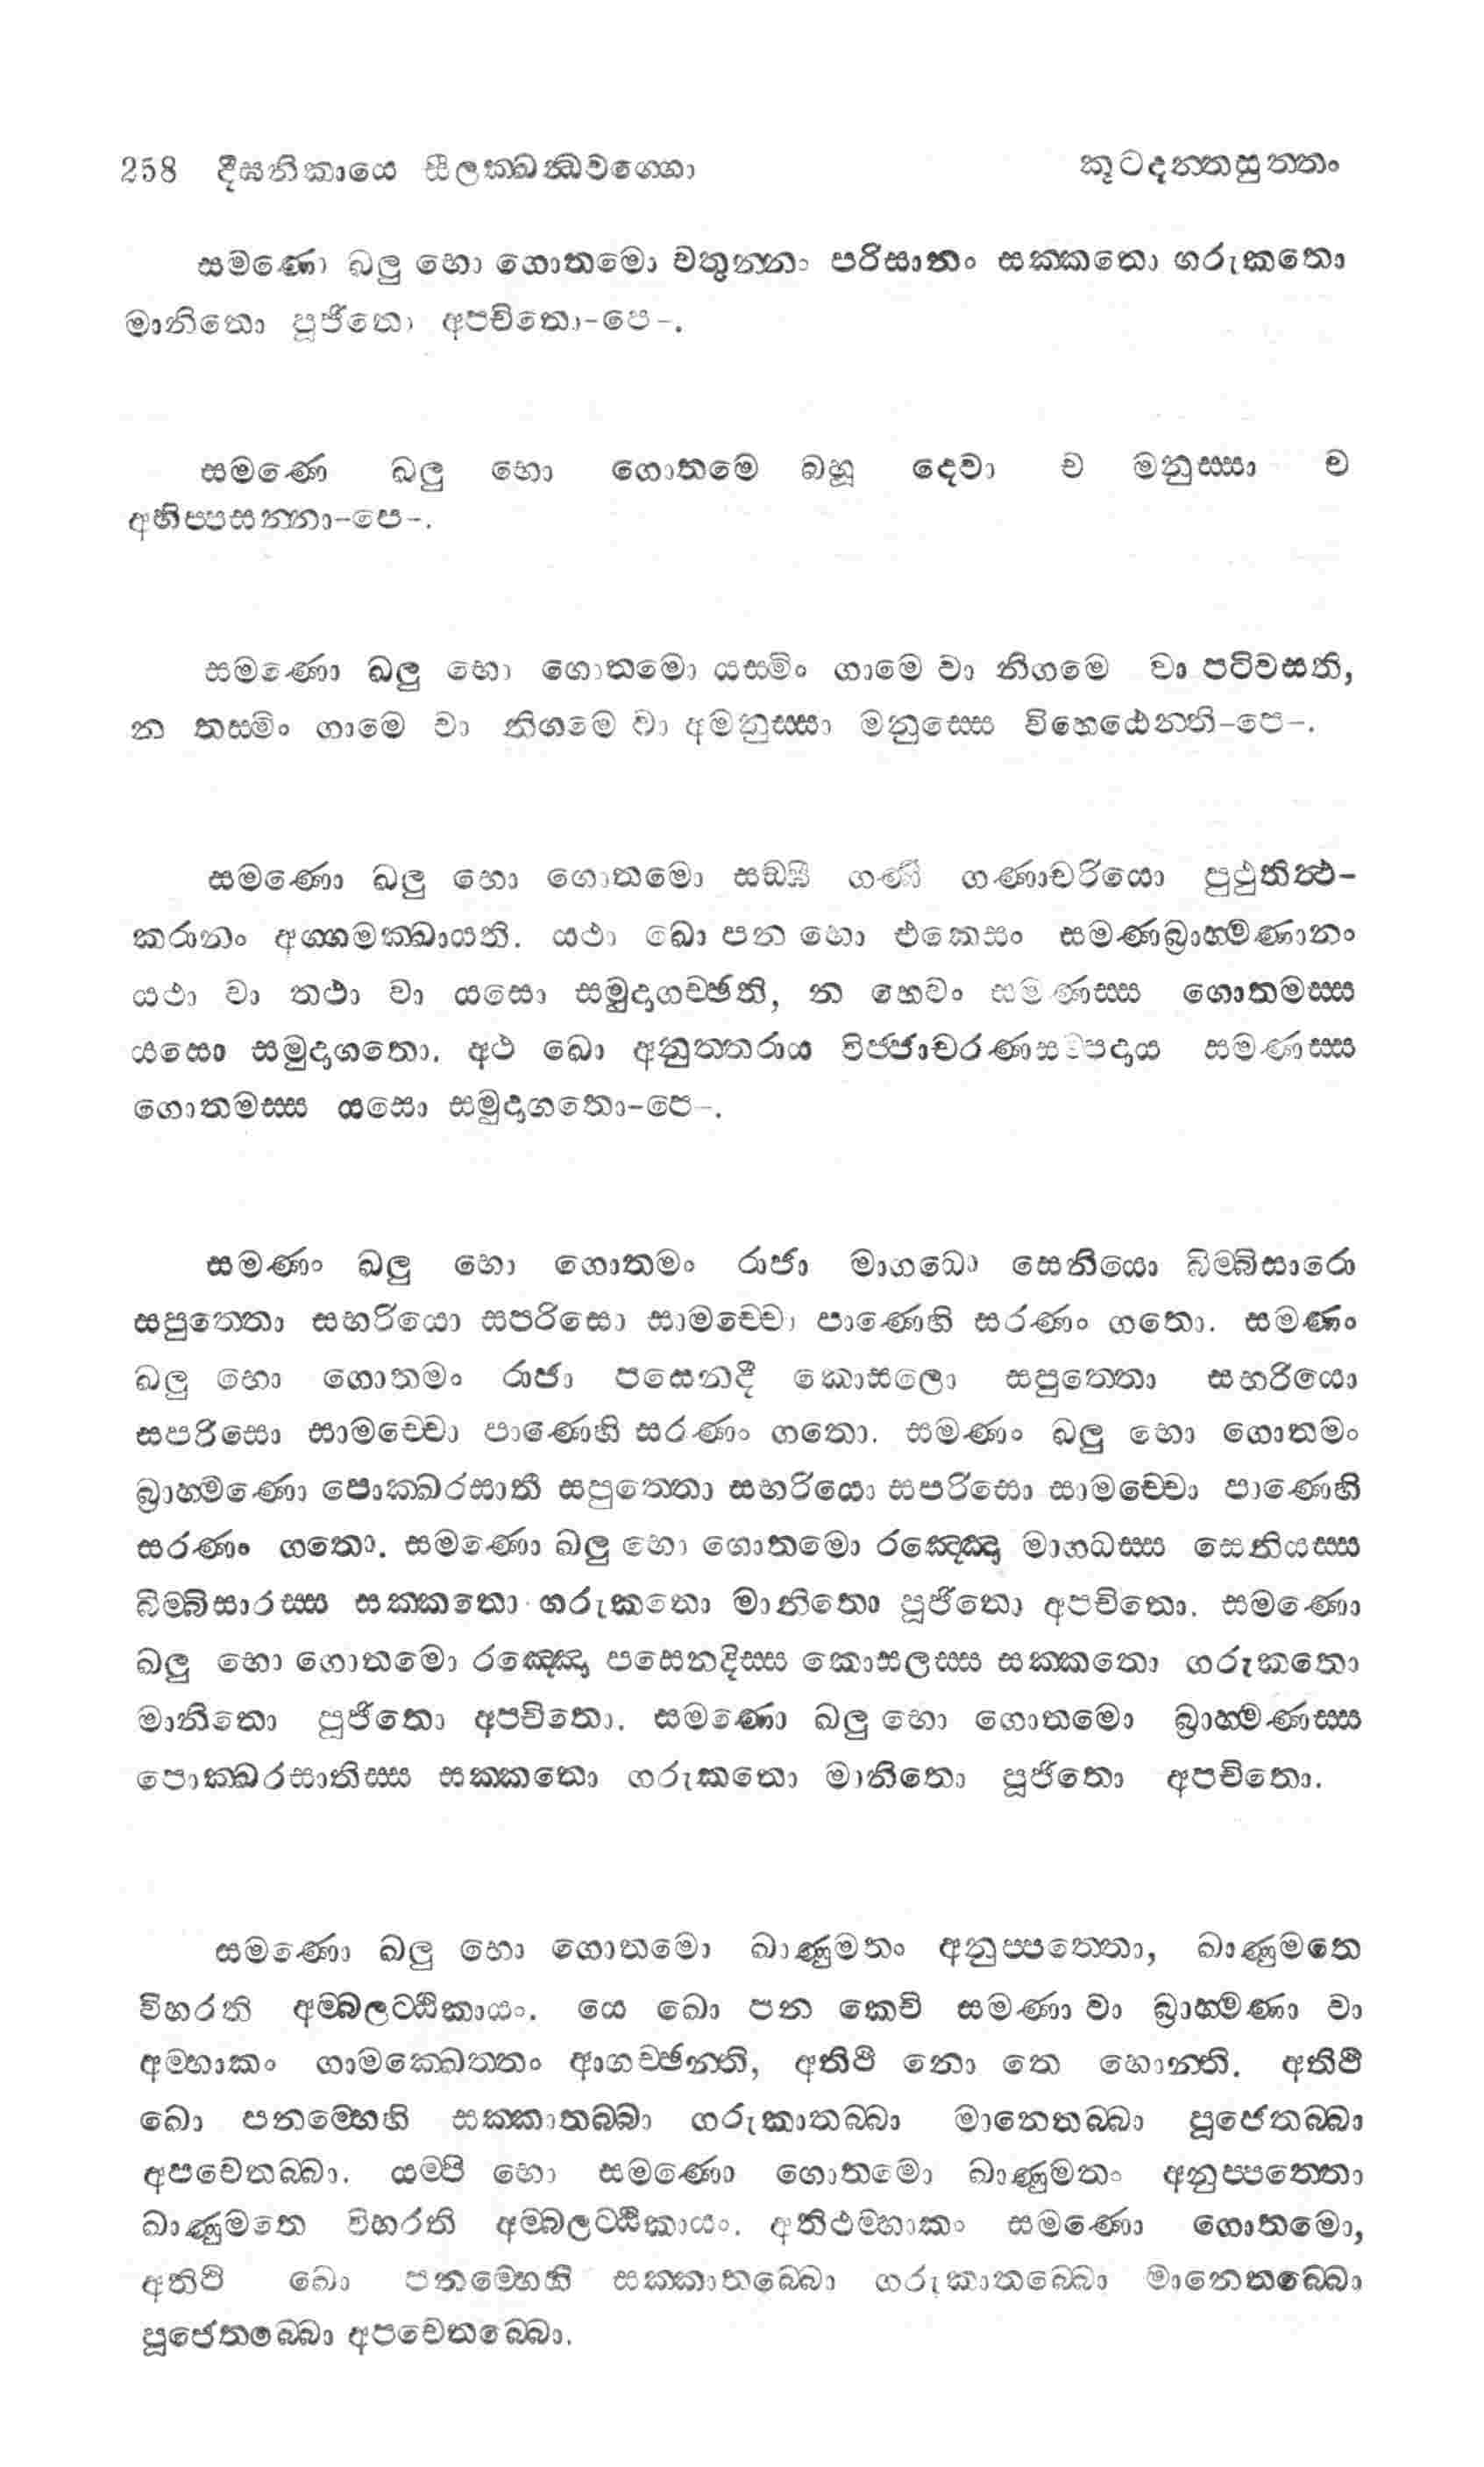 258 දීඝනිකායෙ සීලක්ඛන්ධවග්ගො කූටදන්තසුත්තං
සමණො ඛලු භො ගොතමො චතුන්නං පරිසානං සක්කතො ගරුකතො
මානිතො පූජිතො අපචිතො-පෙ-.
සමණෙ ඛලු භො ගොතමෙ බහූ දෙවා ච මනුස්සා ච
අභිප්පසන්නා-පෙ-.
සමණො ඛලු භො ගොතමො යස්මිං ගාමෙ වා නිගමෙ වා පටිවසති,
න තස්මිං ගාමෙ වා නිගමෙ වා අමනුස්සා මනුස්සෙ විහෙඨෙන්ති-පෙ-.
සමණො ඛලු භො ගොතමො සඞ්ඝී ගණී ගණාචරියො පුථුතිත්ථ-
කරානං අග්ගමක්ඛායති. යථා ඛො පන භො එකෙසං සමණබ්‍රාහ්මණානං
යථා වා තථා වා යසො සමුදාගච්ඡති, න හෙවං සමණස්ස ගොතමස්ස
යසො සමුදාගතො. අථ ඛො අනුත්තරාය විජ්ජාචරණසම්පදාය සමණස්ස
ගොතමස්ස යසො සමුදාගතො-පෙ-.
සමණං ඛලු භො ගොතමං රාජා මාගධො සෙනියො බිම්බිසාරො
සපුත්තො සභරියො සපරිසො සාමච්චො පාණෙහි සරණං ගතො. සමණං
ඛලු භො ගොතමං රාජා පසෙනදී කොසලො සපුත්තො සභරියො
සපරිසො සාමච්චො පාණෙහි සරණං ගතො. සමණං ඛලු භො ගොතමං
බ්‍රාහ්මණො පොක්ඛරසාතී සපුත්තො සභරියො සපරිසො සාමච්චො පාණෙහි
සරණං ගතො. සමණො ඛලු භො ගොතමො රඤ්ඤො මාගධස්ස සෙනියස්ස
බිම්බිසාරස්ස සක්කතො ගරුකතො මානිතො පූජිතො අපචිතො. සමණො
ඛලු භො ගොතමො රඤ්ඤො පසෙනදිස්ස කොසලස්ස සක්කතො ගරුකතො
මානිතො පූජිතො අපචිතො. සමණො ඛලු භො ගොතමො බ්‍රාහ්මණස්ස
පොක්ඛරසාතිස්ස සක්කතො ගරුකතො මානිතො පූජිතො අපචිතො.
සමණො ඛලු භො ගොතමො ඛාණුමතං අනුප්පත්තො, ඛාණුමතෙ
විහරති අම්බලට්ඨිකායං. යෙ ඛො පන කෙචි සමණා වා බ්‍රාහ්මණා වා
අම්හාකං ගාමක්ඛෙත්තං ආගච්ඡන්ති, අතිථී නො තෙ හොන්ති. අතිථී
ඛො පනම්හෙහි සක්කාතබ්බා ගරුකාතබ්බා මානෙතබ්බා පූජෙතබ්බා
අපචෙතබ්බා. යම්පි භො සමණො ගොතමො ඛාණුමතං අනුප්පත්තො
ඛාණුමතෙ විහරති අම්බලට්ඨිකායං. අතිථම්හාකං සමණො ගොතමො,
අතිථි ඛො පනම්හෙහි සක්කාතබ්බො ගරුකාතබ්බො මානෙතබ්බො
පූජෙතබ්බො අපචෙතබ්බො.